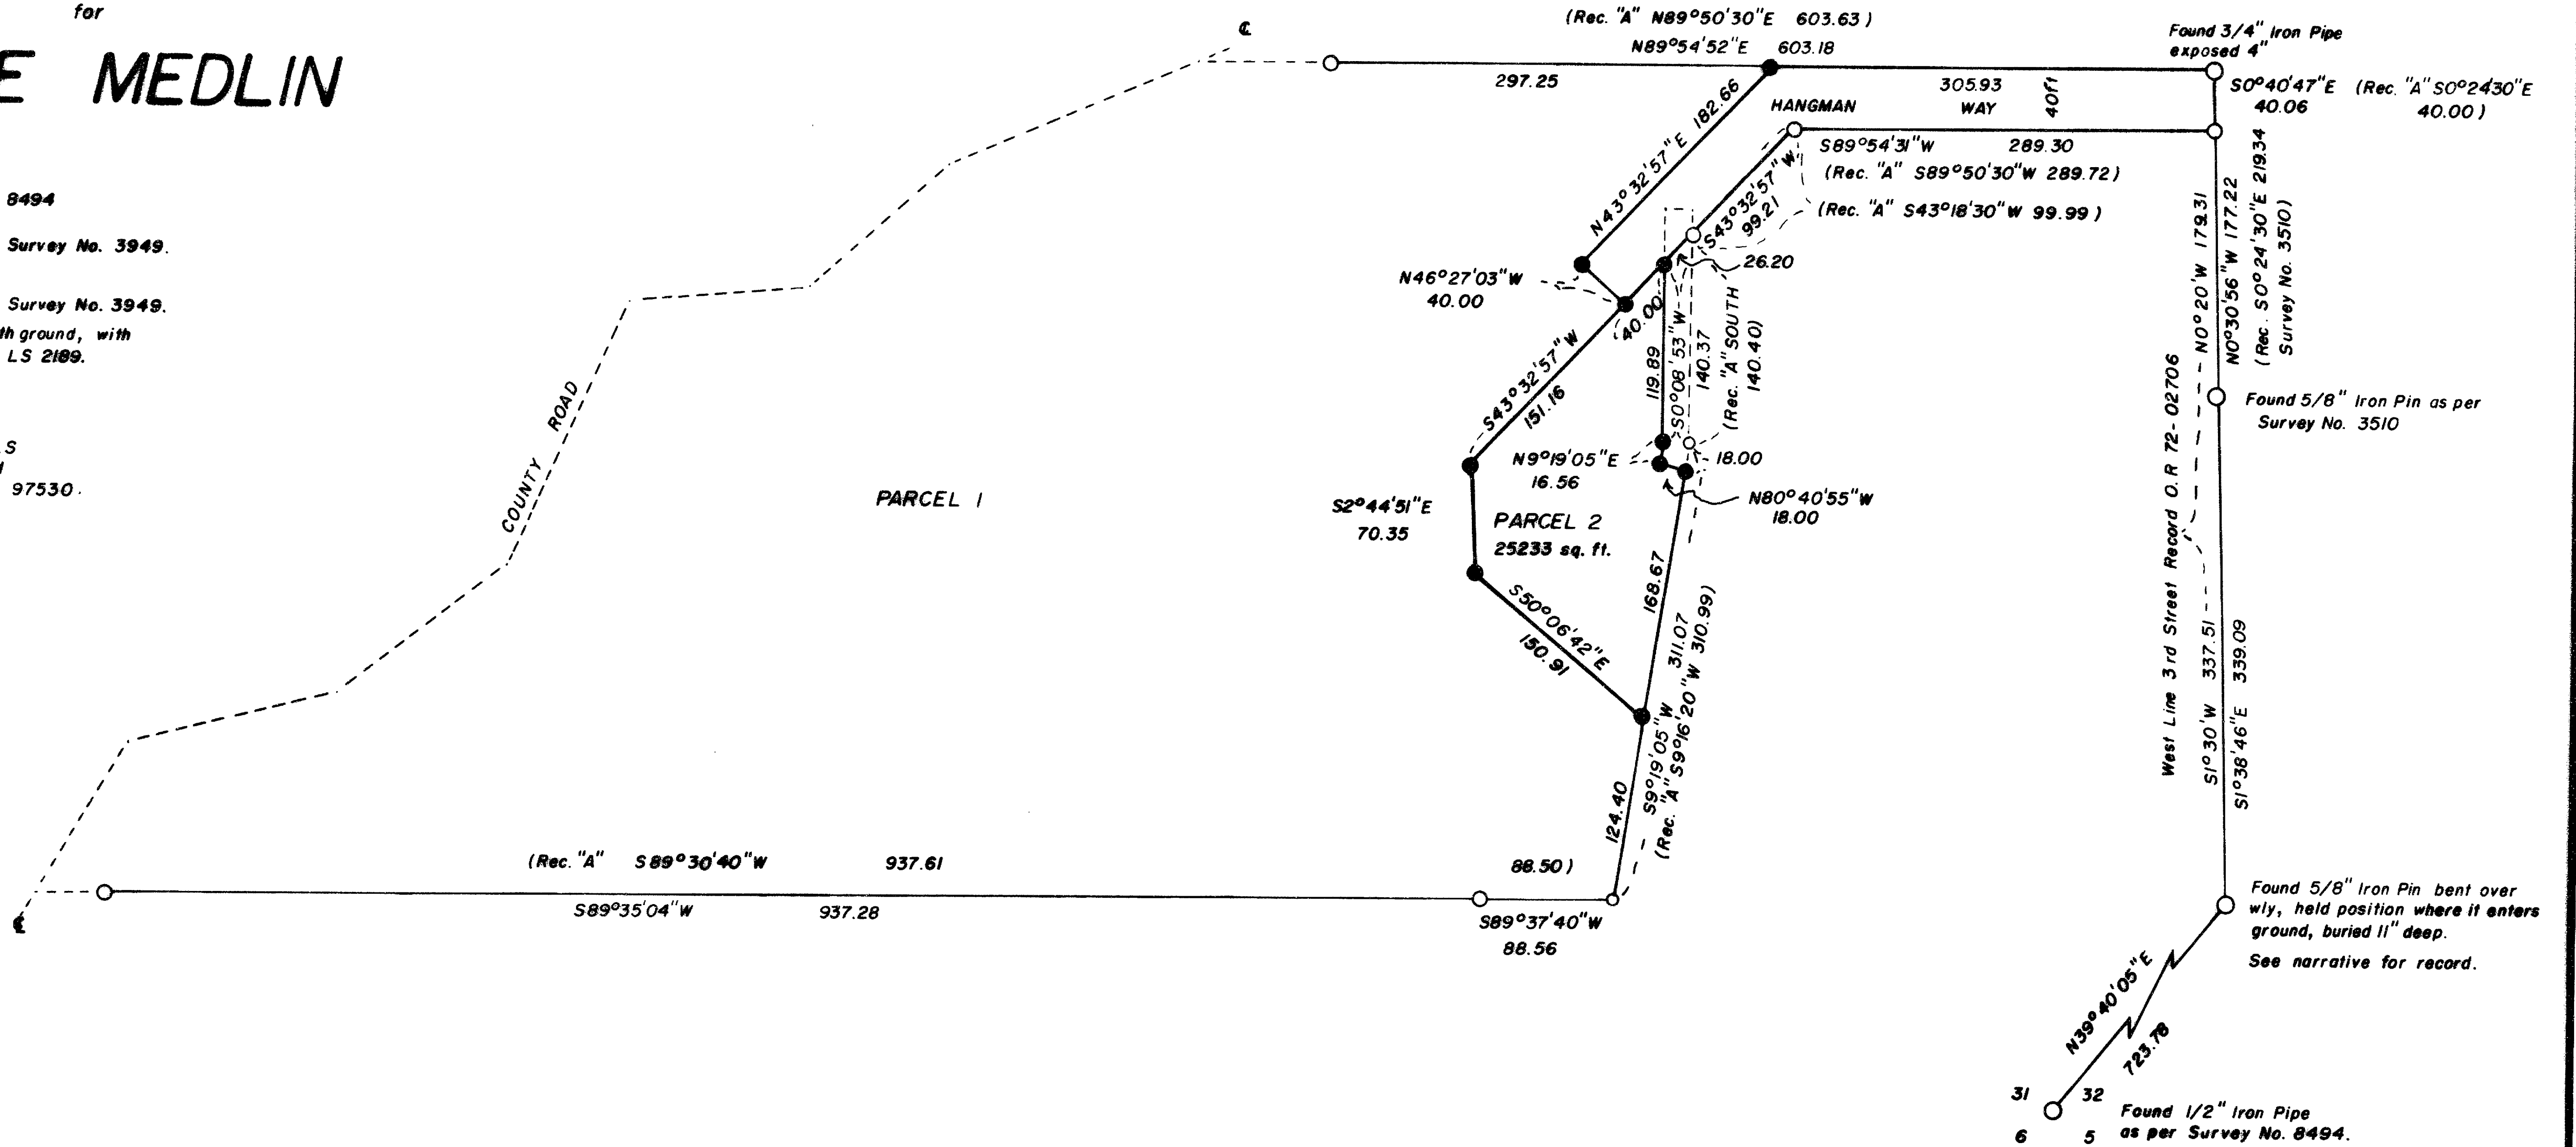 for
E MEDLIN
8494
Survey No. 3949.
Survey No. 3949.
th ground, with
LS 2189.
S
97530.
℄
(Rec. "A" N89°50'30"E 603.63)
N89°54'52"E 603.18
297.25
305.93
HANGMAN WAY
40ft
Found 3/4" Iron Pipe
exposed 4"
S0°40'47"E (Rec. "A" S0°24'30"E
40.06 40.00)
S89°54'31"W 289.30
(Rec. "A" S89°50'30"W 289.72)
(Rec. "A" S43°18'30"W 99.99)
N43°32'57"E 182.66
S43°32'57"W
99.21
26.20
N46°27'03"W
40.00
40.00
S43°32'57"W
151.16
119.89
S0°08'53"W
140.37
(Rec. "A" SOUTH
140.40)
N9°19'05"E
16.56
18.00
N80°40'55"W
18.00
S2°44'51"E
70.35
PARCEL 2
25233 sq. ft.
S50°06'42"E
150.91
168.67
S9°19'05"W 311.07
(Rec. "A" S9°16'20"W 310.99)
124.40
PARCEL 1
COUNTY ROAD
(Rec. "A" S89°30'40"W 937.61 88.50)
S89°35'04"W 937.28
S89°37'40"W
88.56
℄
West Line 3rd Street Record O.R 72-02706
N0°20'W 179.31
N0°30'56"W 177.22
(Rec. S0°24'30"E 219.34
Survey No. 3510)
Found 5/8" Iron Pin as per
Survey No. 3510
S1°30'W 337.51
S1°38'46"E 339.09
Found 5/8" Iron Pin bent over
wly, held position where it enters
ground, buried 11" deep.
See narrative for record.
N39°40'05"E
723.78
31 32
6 5
Found 1/2" Iron Pipe
as per Survey No. 8494.